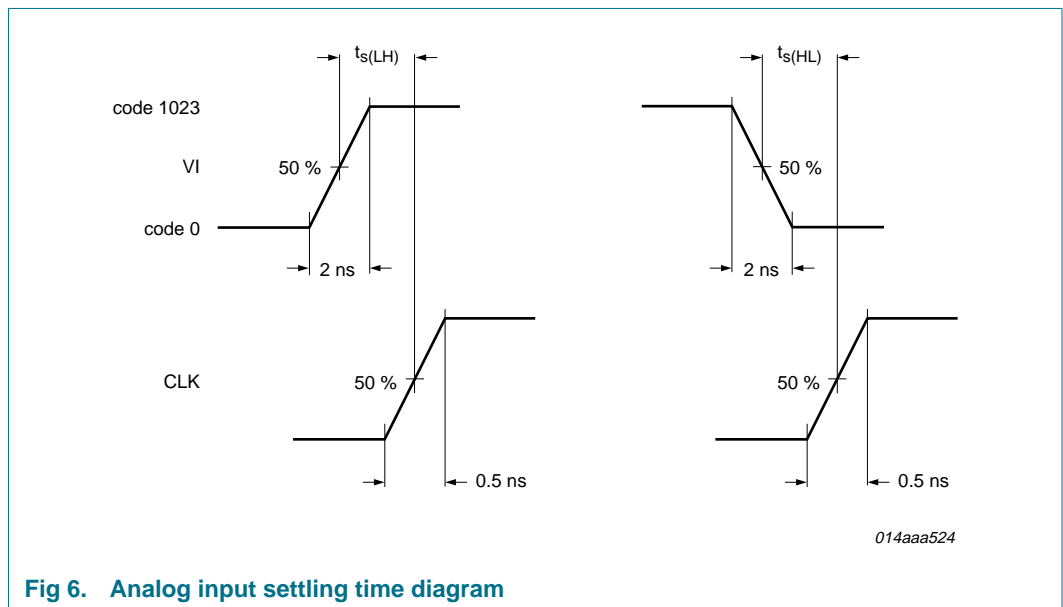 ts(LH) ts(HL)
code 1023
VI 50 % 50 %
code 0
2 ns 2 ns
CLK 50 % 50 %
0.5 ns 0.5 ns
014aaa524
Fig 6. Analog input settling time diagram